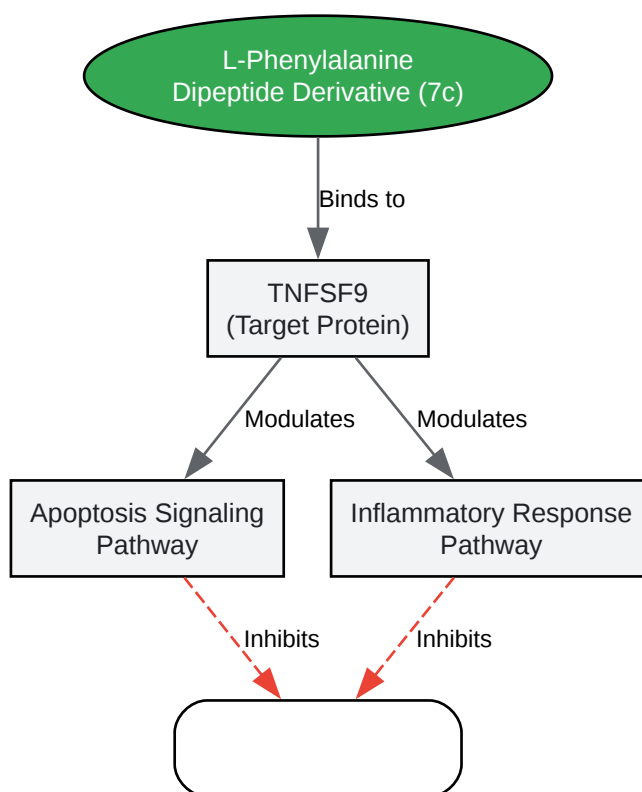 L-Phenylalanine
Dipeptide Derivative (7c)
Binds to
TNFSF9
(Target Protein)
Modulates
Modulates
Apoptosis Signaling
Pathway
Inflammatory Response
Pathway
Inhibits
Inhibits